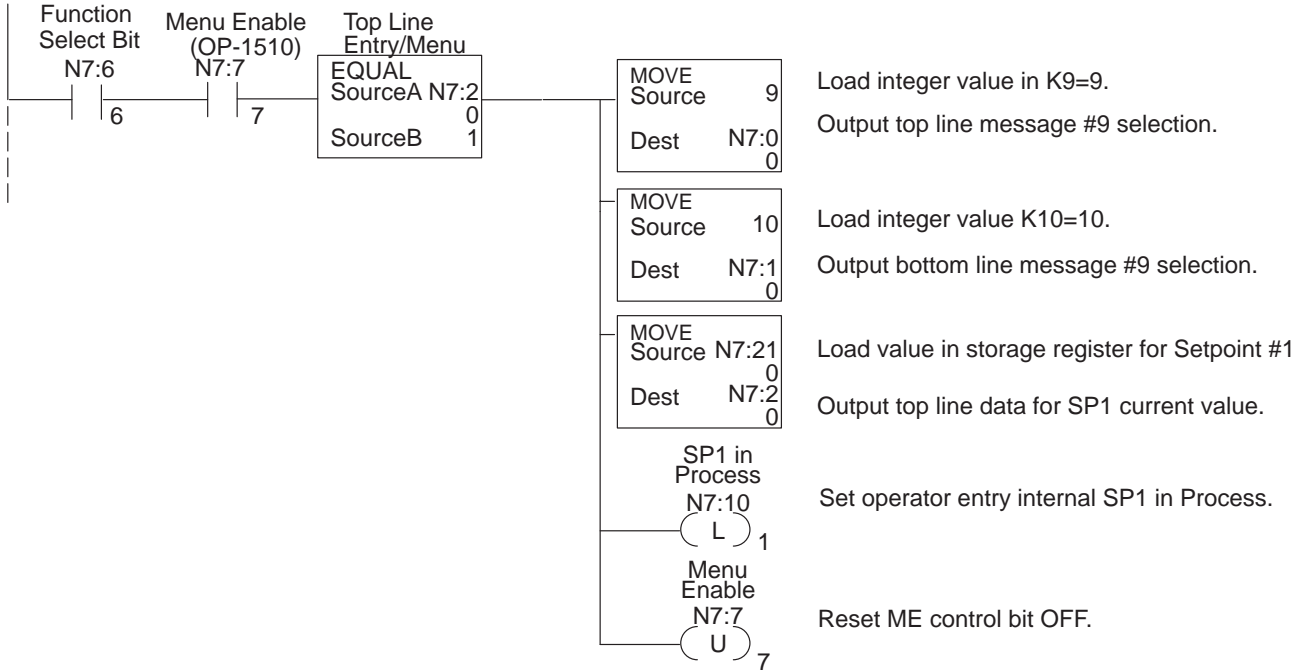 Function
Select Bit
N7:6
6
Menu Enable
(OP-1510)
N7:7
7
Top Line
Entry/Menu
EQUAL
SourceA N7:2
0
SourceB 1
MOVE
Source 9
Dest N7:0
0
Load integer value in K9=9.
Output top line message #9 selection.
MOVE
Source 10
Dest N7:1
0
Load integer value K10=10.
Output bottom line message #9 selection.
MOVE
Source N7:21
0
Dest N7:2
0
Load value in storage register for Setpoint #1
Output top line data for SP1 current value.
SP1 in
Process
N7:10
L
1
Set operator entry internal SP1 in Process.
Menu
Enable
N7:7
U
7
Reset ME control bit OFF.